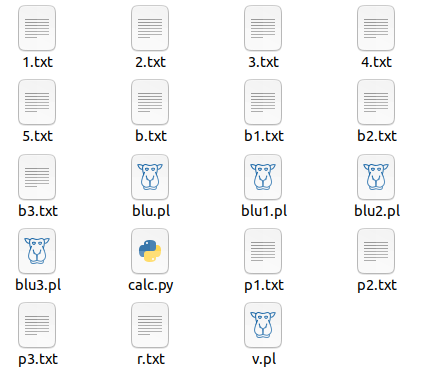 1.txt 2.txt 3.txt 4.txt
5.txt b.txt b1.txt b2.txt
b3.txt blu.pl blu1.pl blu2.pl
blu3.pl calc.py p1.txt p2.txt
p3.txt r.txt v.pl